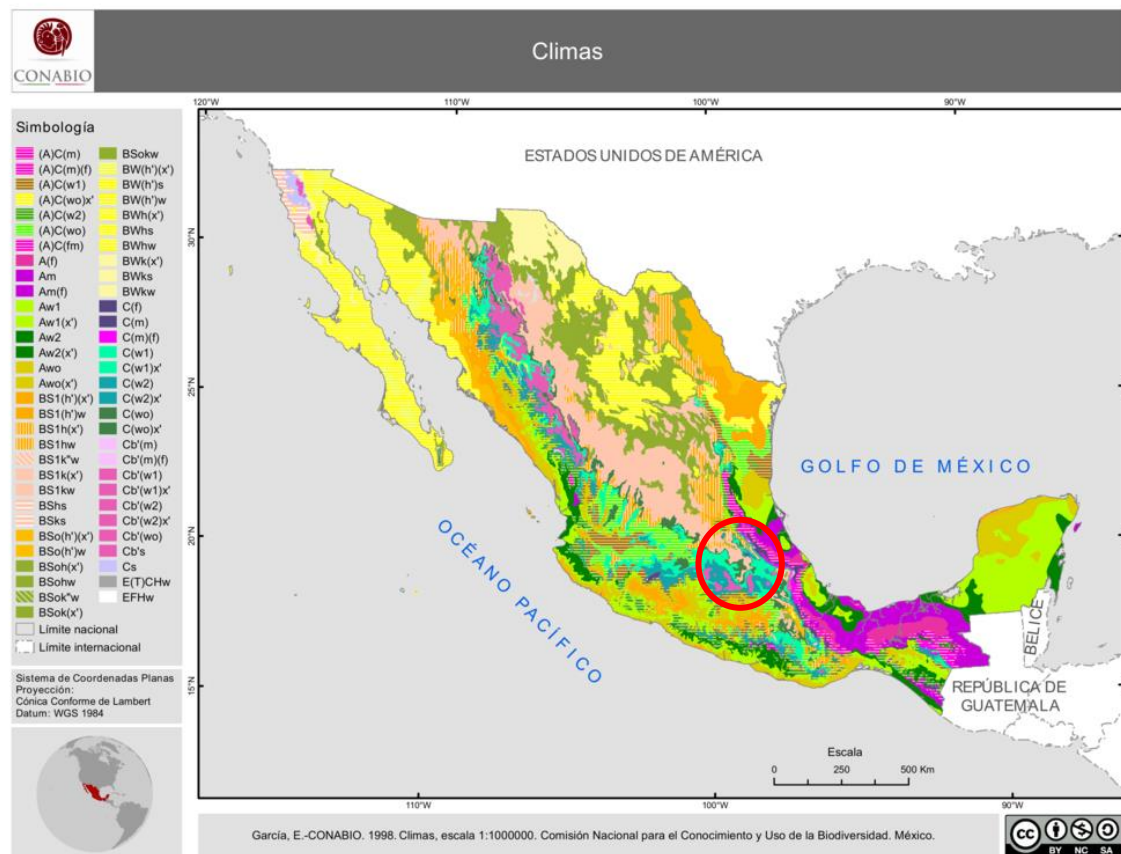 CONABIO
Climas
Simbología
(A)C(m)
(A)C(m)(f)
(A)C(w1)
(A)C(wo)x'
(A)C(w2)
(A)C(wo)
(A)C(fm)
A(f)
Am
Am(f)
Aw1
Aw1(x')
Aw2
Aw2(x')
Awo
Awo(x')
BS1(h')(x')
BS1(h')w
BS1h(x')
BS1hw
BS1k"w
BS1k(x')
BS1kw
BShs
BSks
BSo(h')(x')
BSo(h')w
BSoh(x')
BSohw
BSok"w
BSok(x')
BSokw
BW(h')(x')
BW(h')s
BW(h')w
BWh(x')
BWhs
BWhw
BWk(x')
BWks
BWkw
C(f)
C(m)
C(m)(f)
C(w1)
C(w1)x'
C(w2)
C(w2)x'
C(wo)
C(wo)x'
Cb'(m)
Cb'(m)(f)
Cb'(w1)
Cb'(w1)x'
Cb'(w2)
Cb'(w2)x'
Cb'(wo)
Cb's
Cs
E(T)CHw
EFHw
Límite nacional
Límite internacional
Sistema de Coordenadas Planas
Proyección:
Cónica Conforme de Lambert
Datum: WGS 1984
120°W
110°W
100°W
90°W
30°N
25°N
20°N
15°N
ESTADOS UNIDOS DE AMÉRICA
GOLFO DE MÉXICO
OCÉANO PACÍFICO
BELICE
REPÚBLICA DE
GUATEMALA
Escala
0 250 500 Km
110°W
100°W
90°W
García, E.-CONABIO. 1998. Climas, escala 1:1000000. Comisión Nacional para el Conocimiento y Uso de la Biodiversidad. México.
cc
BY NC SA